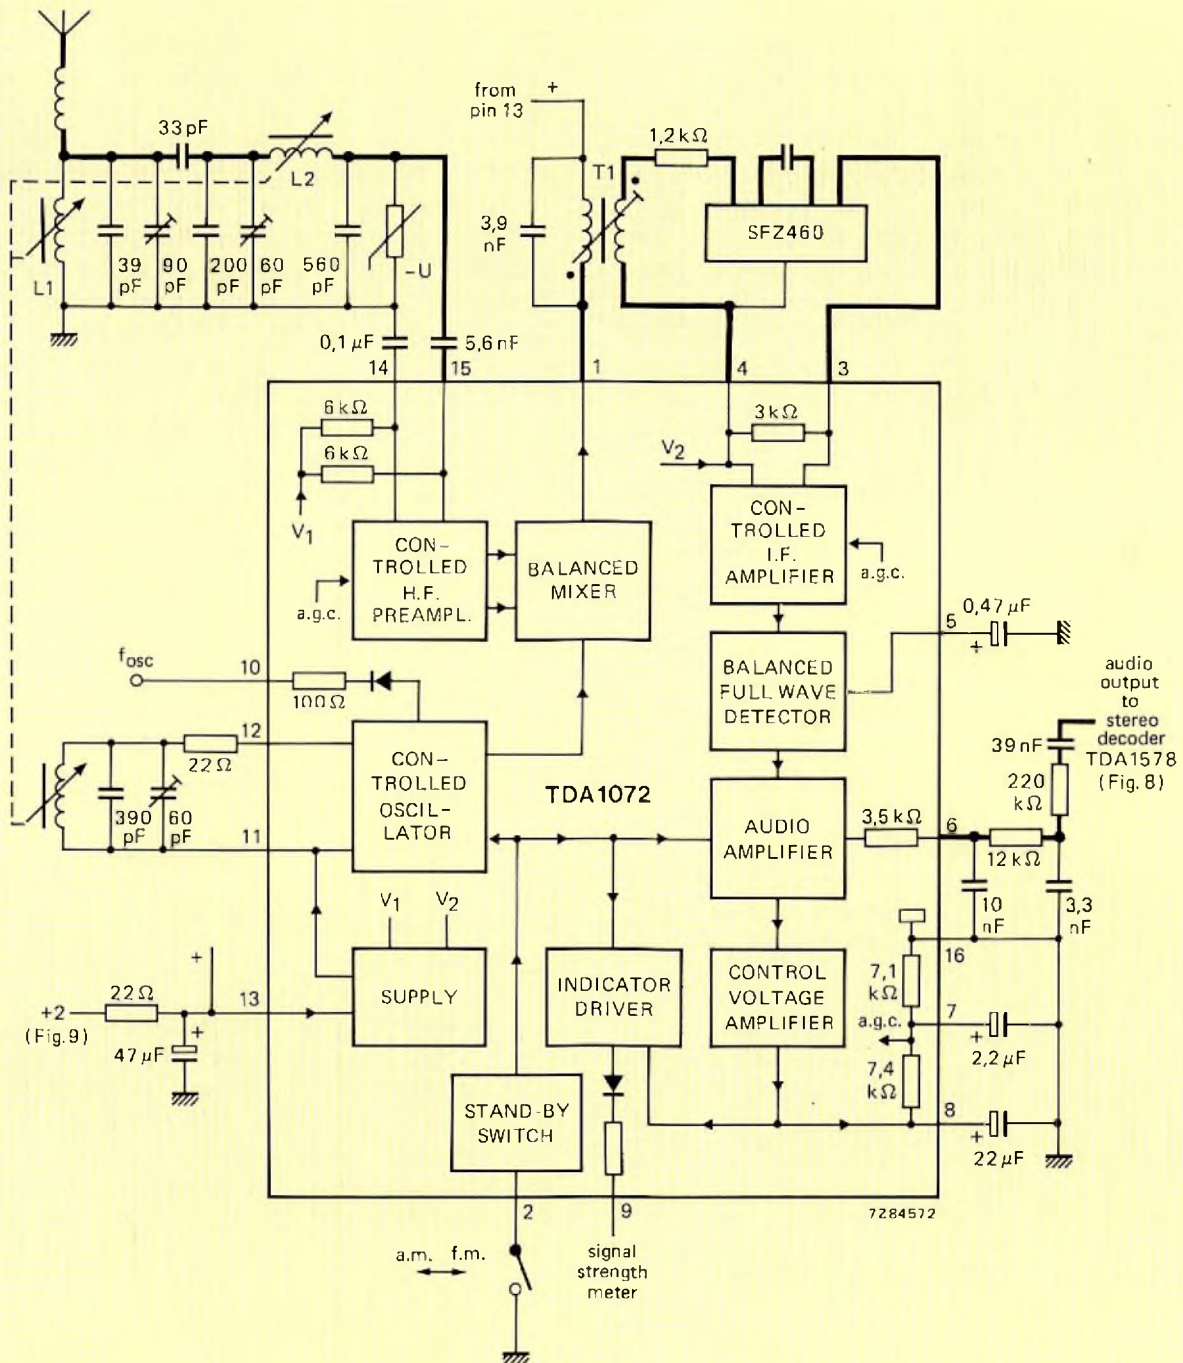 from
pin 13
+
33 pF
1,2 kΩ
L2
T1
3,9
nF
SFZ460
39
pF
90
pF
200
pF
60
pF
560
pF
-U
L1
0,1 µF
5,6 nF
14
15
1
4
3
6 kΩ
6 kΩ
3 kΩ
V1
V2
CON-
TROLLED
H.F.
PREAMPL.
BALANCED
MIXER
CON-
TROLLED
I.F.
AMPLIFIER
a.g.c.
a.g.c.
0,47 µF
5
+
fosc
10
100Ω
BALANCED
FULL WAVE
DETECTOR
audio
output
to
stereo
decoder
TDA1578
(Fig. 8)
12
22Ω
39 nF
220
kΩ
CON-
TROLLED
OSCIL-
LATOR
TDA1072
390
pF
60
pF
11
AUDIO
AMPLIFIER
3,5 kΩ
6
12 kΩ
10
nF
3,3
nF
V1
V2
16
+
SUPPLY
INDICATOR
DRIVER
CONTROL
VOLTAGE
AMPLIFIER
7,1
kΩ
a.g.c.
7
+
2,2 µF
7,4
kΩ
+2
(Fig. 9)
22Ω
13
+
47 µF
8
+
22 µF
STAND-BY
SWITCH
2
9
7284572
a.m. f.m.
signal
strength
meter